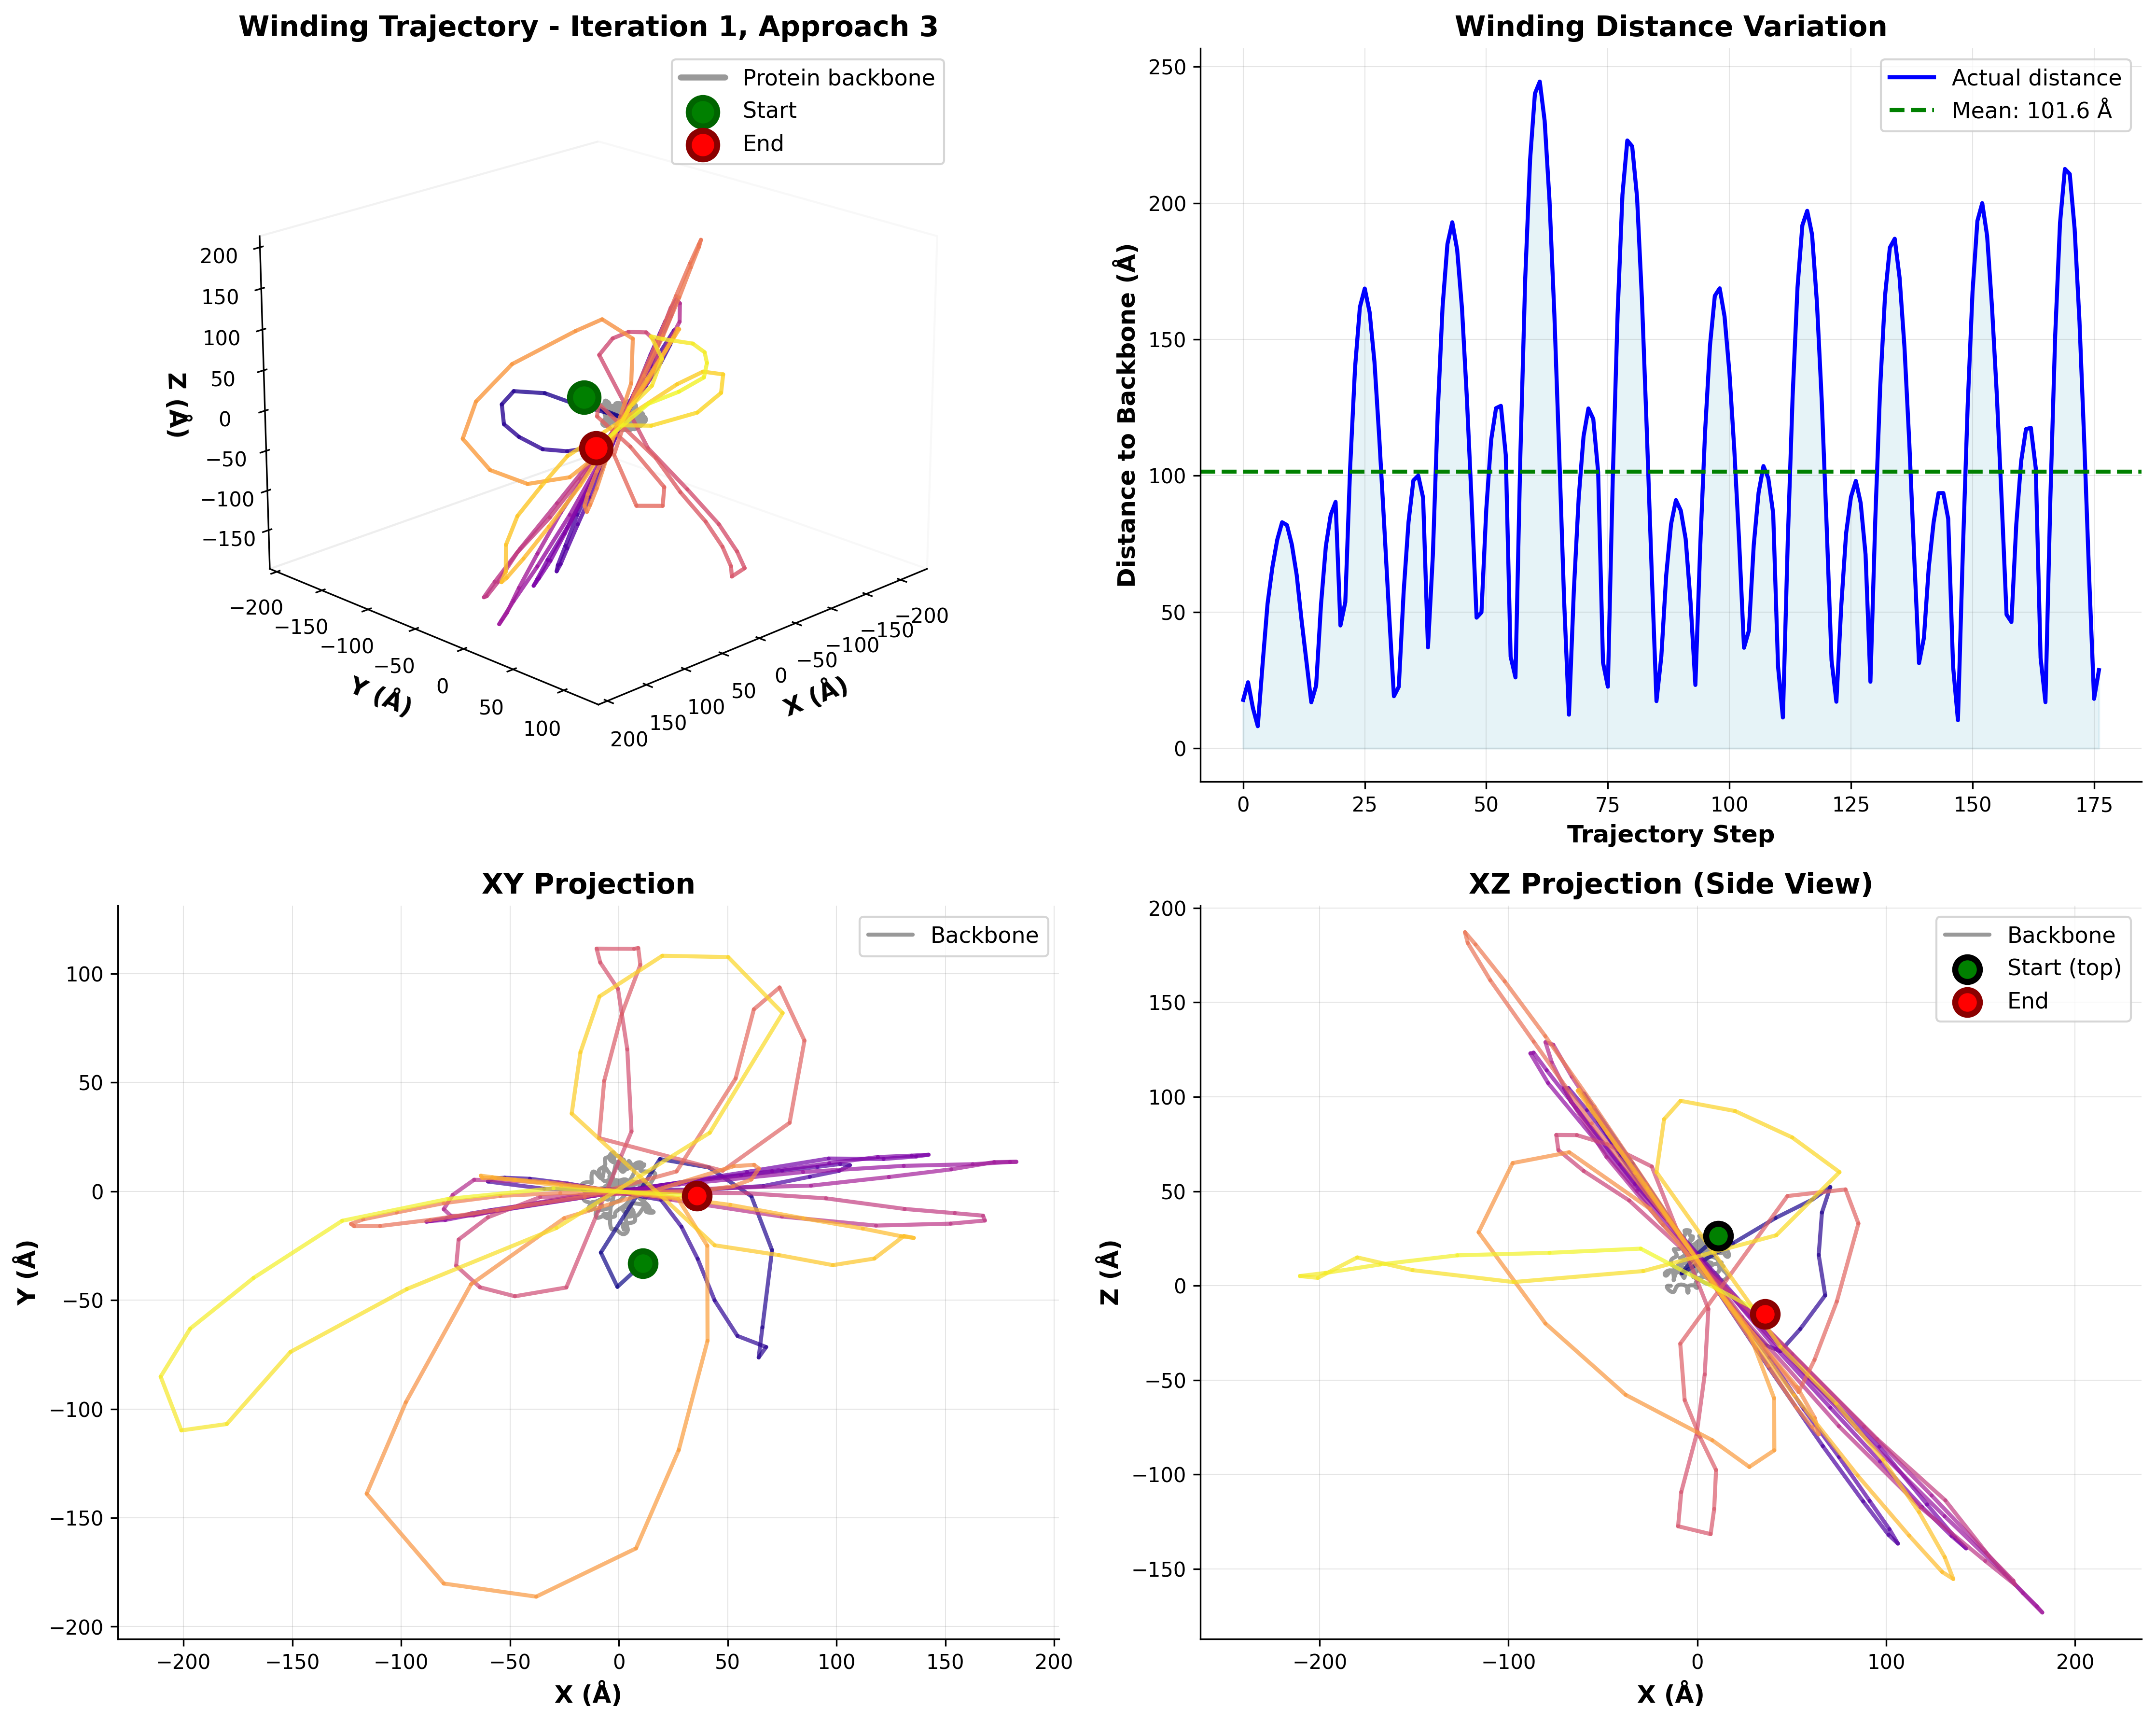 Winding Trajectory - Iteration 1, Approach 3
Protein backbone
Start
End
200
150
100
50
0
−50
−100
−150
Z (Å)
−200
−150
−100
−50
0
50
100
Y (Å)
200
150
100
50
0
−50
−100
−150
−200
X (Å)
Winding Distance Variation
Actual distance
Mean: 101.6 Å
250
200
150
100
50
0
Distance to Backbone (Å)
0 25 50 75 100 125 150 175
Trajectory Step
XY Projection
Backbone
100
50
0
−50
−100
−150
−200
Y (Å)
−200 −150 −100 −50 0 50 100 150 200
X (Å)
XZ Projection (Side View)
Backbone
Start (top)
End
200
150
100
50
0
−50
−100
−150
Z (Å)
−200 −100 0 100 200
X (Å)